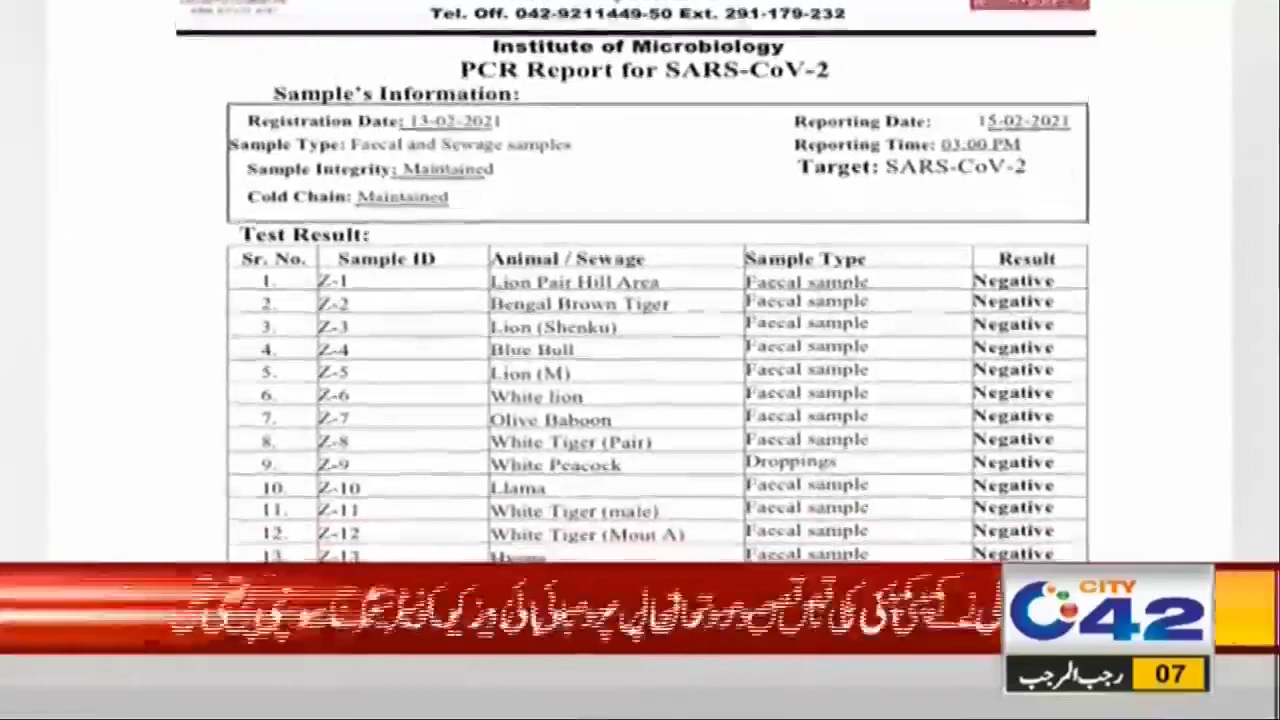 Tel. Off. 042-9211449-50 Ext. 291-179-232
Institute of Microbiology
PCR Report for SARS-CoV-2
Sample's Information:
Registration Date: 13-02-2021 Reporting Date: 15-02-2021
Sample Type: Faecal and Sewage samples Reporting Time: 03:00 PM
Sample Integrity: Maintained Target: SARS-CoV-2
Cold Chain: Maintained
Test Result:
Sr. No. Sample ID Animal / Sewage Sample Type Result
1. Z-1 Lion Pair Hill Area Faecal sample Negative
2. Z-2 Bengal Brown Tiger Faecal sample Negative
3. Z-3 Lion (Shenku) Faecal sample Negative
4. Z-4 Blue Bull Faecal sample Negative
5. Z-5 Lion (M) Faecal sample Negative
6. Z-6 White lion Faecal sample Negative
7. Z-7 Olive Baboon Faecal sample Negative
8. Z-8 White Tiger (Pair) Faecal sample Negative
9. Z-9 White Peacock Droppings Negative
10. Z-10 Llama Faecal sample Negative
11. Z-11 White Tiger (male) Faecal sample Negative
12. Z-12 White Tiger (Mout A) Faecal sample Negative
13. Z-13 Faecal sample Negative
CITY
42
07 رجب المرجب